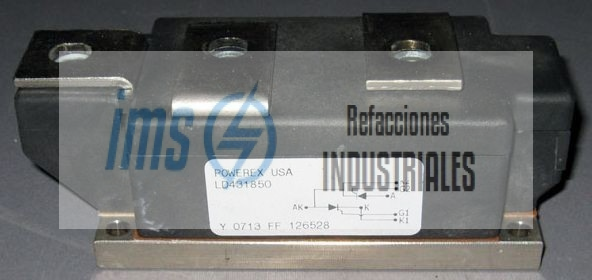 ims
Refacciones
INDUSTRIALES
POWEREX USA
LD431850
A
AK
K
G1
K1
Y 0713 FF 126528